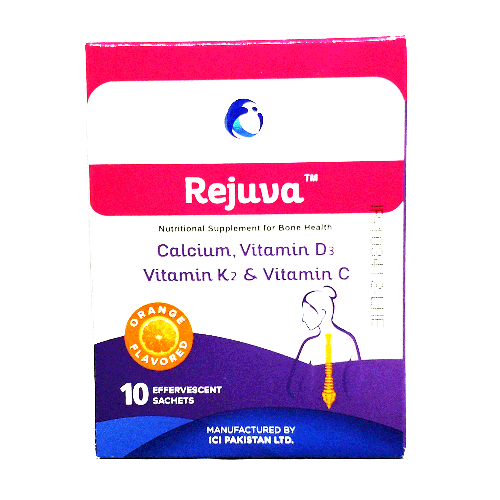 Rejuva™
Nutritional Supplement for Bone Health
Calcium, Vitamin D3
Vitamin K2 & Vitamin C
ORANGE
FLAVORED
10 EFFERVESCENT
SACHETS
MANUFACTURED BY
ICI PAKISTAN LTD.